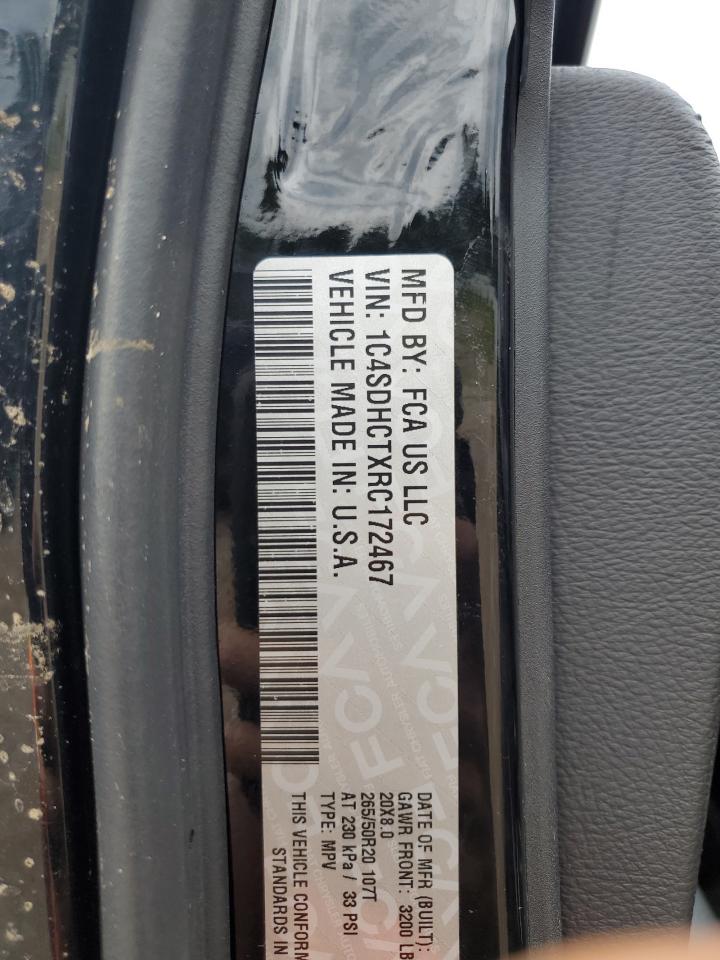 MFD BY: FCA US LLC
VIN: 1C4SDHCTXRC172467
VEHICLE MADE IN: U.S.A.
DATE OF MFR (BUILT):
GAWR FRONT: 3200 LB
20X8.0
265/50R20 107T
AT 230 kPa / 33 PSI
TYPE: MPV
THIS VEHICLE CONFORM
STANDARDS IN